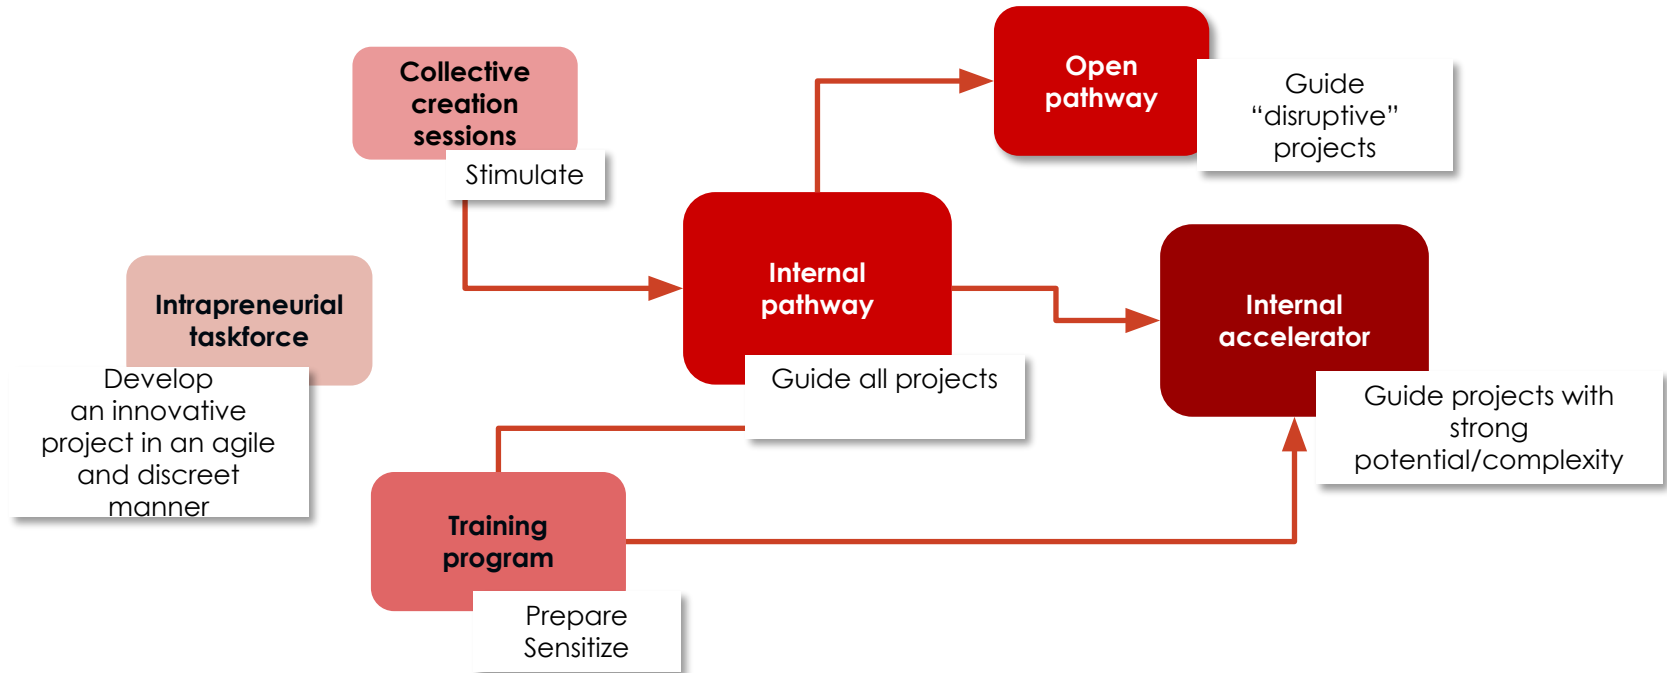 Collective
creation
sessions
Stimulate
Open
pathway
Guide
“disruptive”
projects
Intrapreneurial
taskforce
Develop
an innovative
project in an agile
and discreet
manner
Internal
pathway
Guide all projects
Internal
accelerator
Guide projects with
strong
potential/complexity
Training
program
Prepare
Sensitize